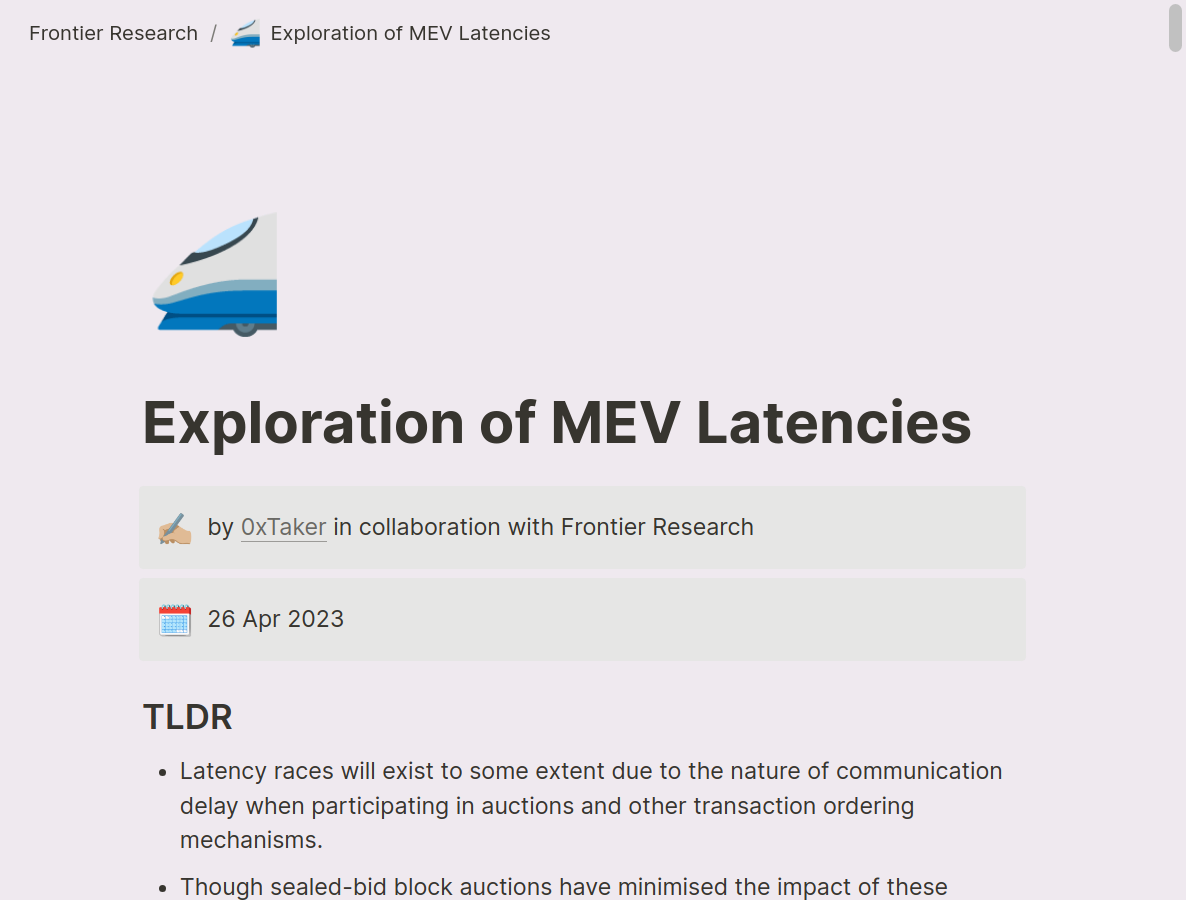 Frontier Research / Exploration of MEV Latencies
Exploration of MEV Latencies
by 0xTaker in collaboration with Frontier Research
26 Apr 2023
TLDR
• Latency races will exist to some extent due to the nature of communication
delay when participating in auctions and other transaction ordering
mechanisms.
• Though sealed-bid block auctions have minimised the impact of these